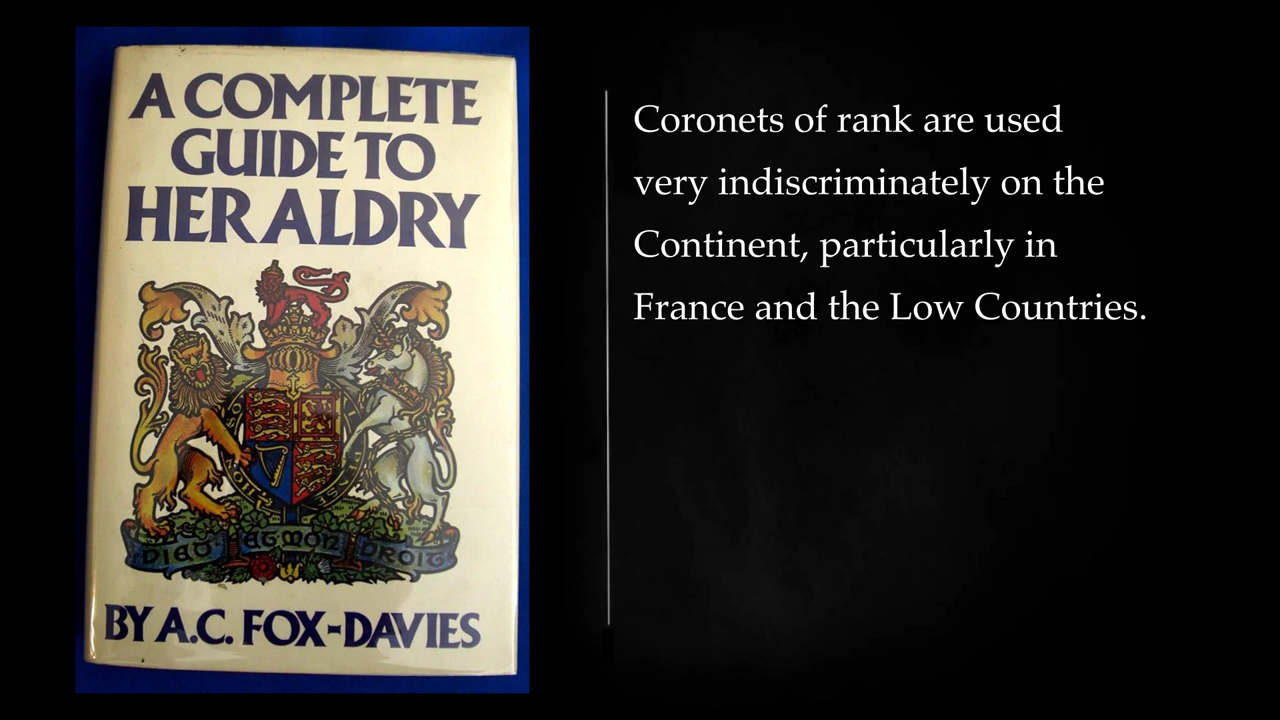 A COMPLETE
GUIDE TO
HERALDRY
DIEU ET MON DROIT
BY A.C. FOX-DAVIES
Coronets of rank are used
very indiscriminately on the
Continent, particularly in
France and the Low Countries.